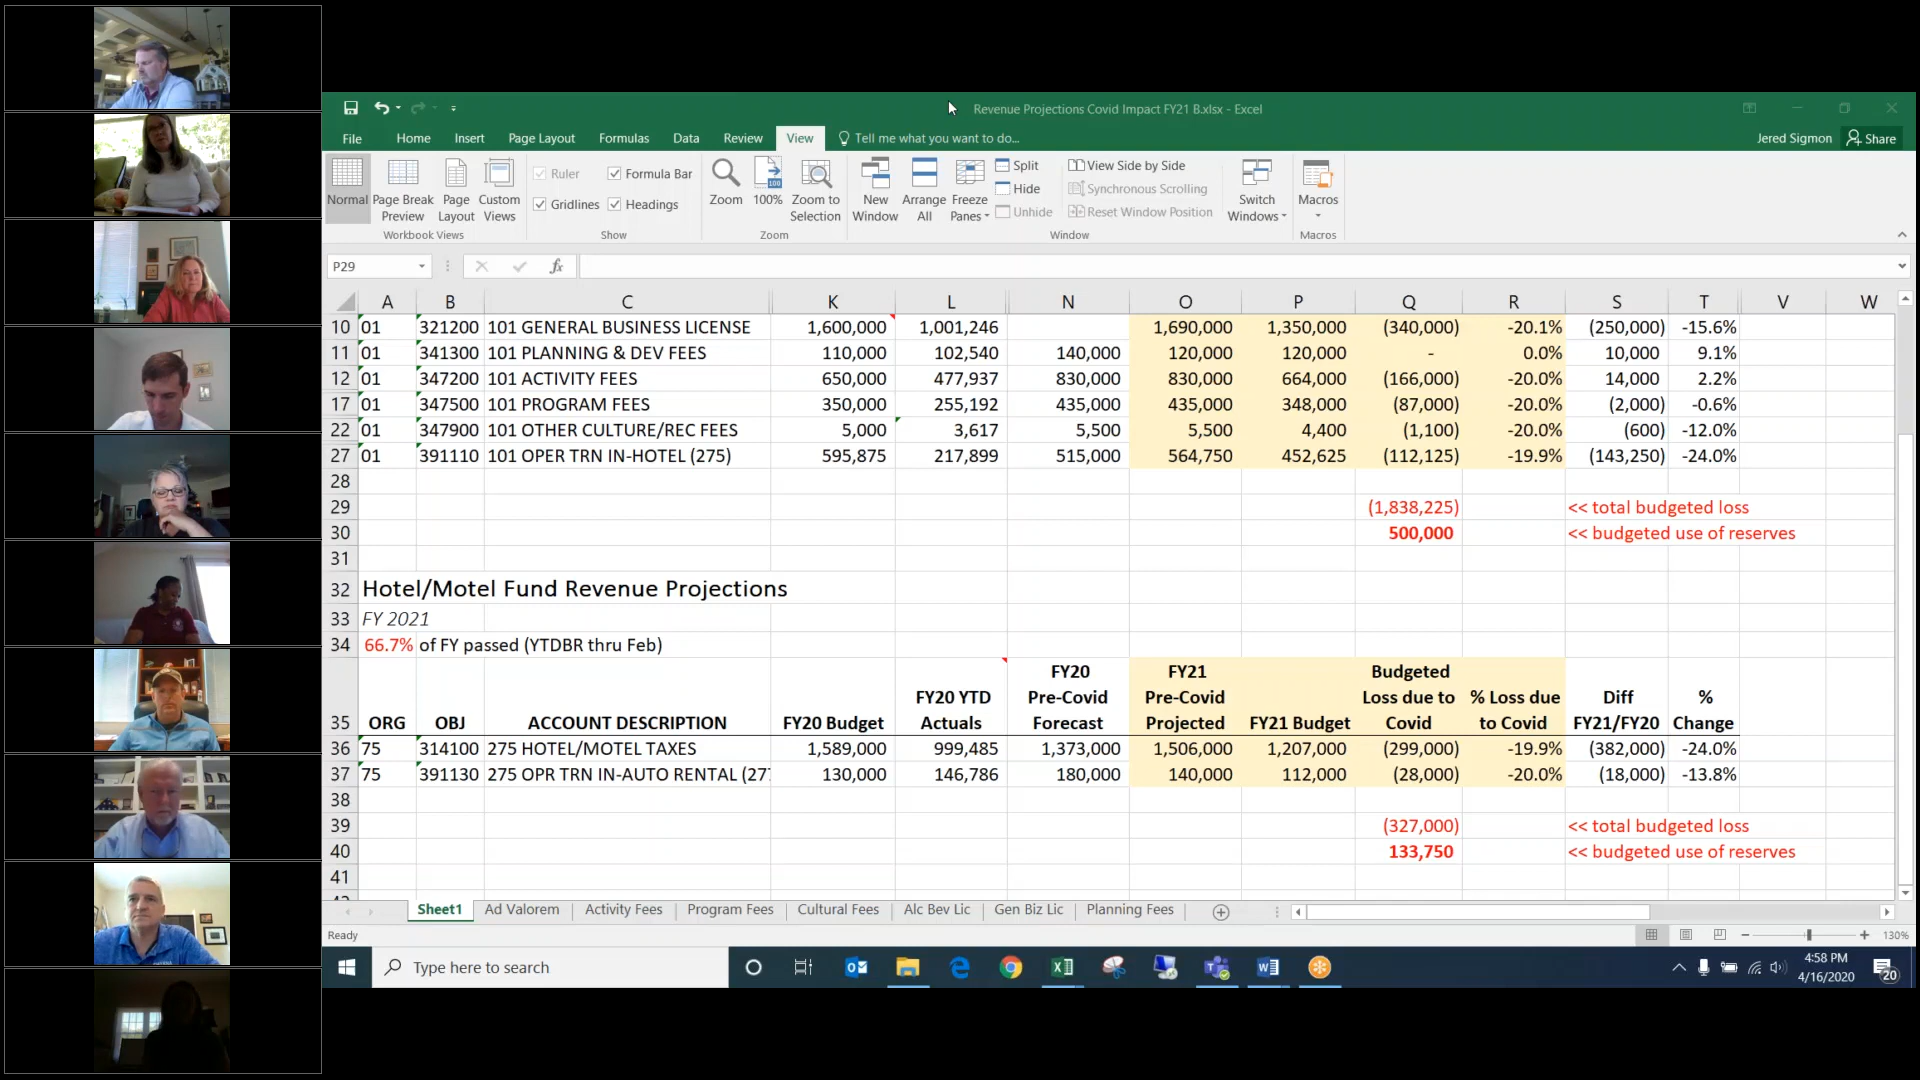 Revenue Projections Covid Impact FY21 B.xlsx - Excel
File Home Insert Page Layout Formulas Data Review View Tell me what you want to do... Jered Sigmon Share
Normal Page Break Preview Page Layout Custom Views
Ruler Formula Bar
Gridlines Headings
Zoom 100% Zoom to Selection
New Window Arrange All Freeze Panes
Split
Hide
Unhide
View Side by Side
Synchronous Scrolling
Reset Window Position
Switch Windows Macros
Workbook Views Show Zoom Window Macros
P29 fx
A B C K L N O P Q R S T V W
10 01 321200 101 GENERAL BUSINESS LICENSE 1,600,000 1,001,246 1,690,000 1,350,000 (340,000) -20.1% (250,000) -15.6%
11 01 341300 101 PLANNING & DEV FEES 110,000 102,540 140,000 120,000 120,000 - 0.0% 10,000 9.1%
12 01 347200 101 ACTIVITY FEES 650,000 477,937 830,000 830,000 664,000 (166,000) -20.0% 14,000 2.2%
17 01 347500 101 PROGRAM FEES 350,000 255,192 435,000 435,000 348,000 (87,000) -20.0% (2,000) -0.6%
22 01 347900 101 OTHER CULTURE/REC FEES 5,000 3,617 5,500 5,500 4,400 (1,100) -20.0% (600) -12.0%
27 01 391110 101 OPER TRN IN-HOTEL (275) 595,875 217,899 515,000 564,750 452,625 (112,125) -19.9% (143,250) -24.0%
28
29 (1,838,225) << total budgeted loss
30 500,000 << budgeted use of reserves
31
32 Hotel/Motel Fund Revenue Projections
33 FY 2021
34 66.7% of FY passed (YTDBR thru Feb)
35 ORG OBJ ACCOUNT DESCRIPTION FY20 Budget FY20 YTD Actuals FY20 Pre-Covid Forecast FY21 Pre-Covid Projected FY21 Budget Budgeted Loss due to Covid % Loss due to Covid Diff FY21/FY20 % Change
36 75 314100 275 HOTEL/MOTEL TAXES 1,589,000 999,485 1,373,000 1,506,000 1,207,000 (299,000) -19.9% (382,000) -24.0%
37 75 391130 275 OPR TRN IN-AUTO RENTAL (27 130,000 146,786 180,000 140,000 112,000 (28,000) -20.0% (18,000) -13.8%
38
39 (327,000) << total budgeted loss
40 133,750 << budgeted use of reserves
41
Sheet1 Ad Valorem Activity Fees Program Fees Cultural Fees Alc Bev Lic Gen Biz Lic Planning Fees
Ready 130%
Type here to search
4:58 PM
4/16/2020
20